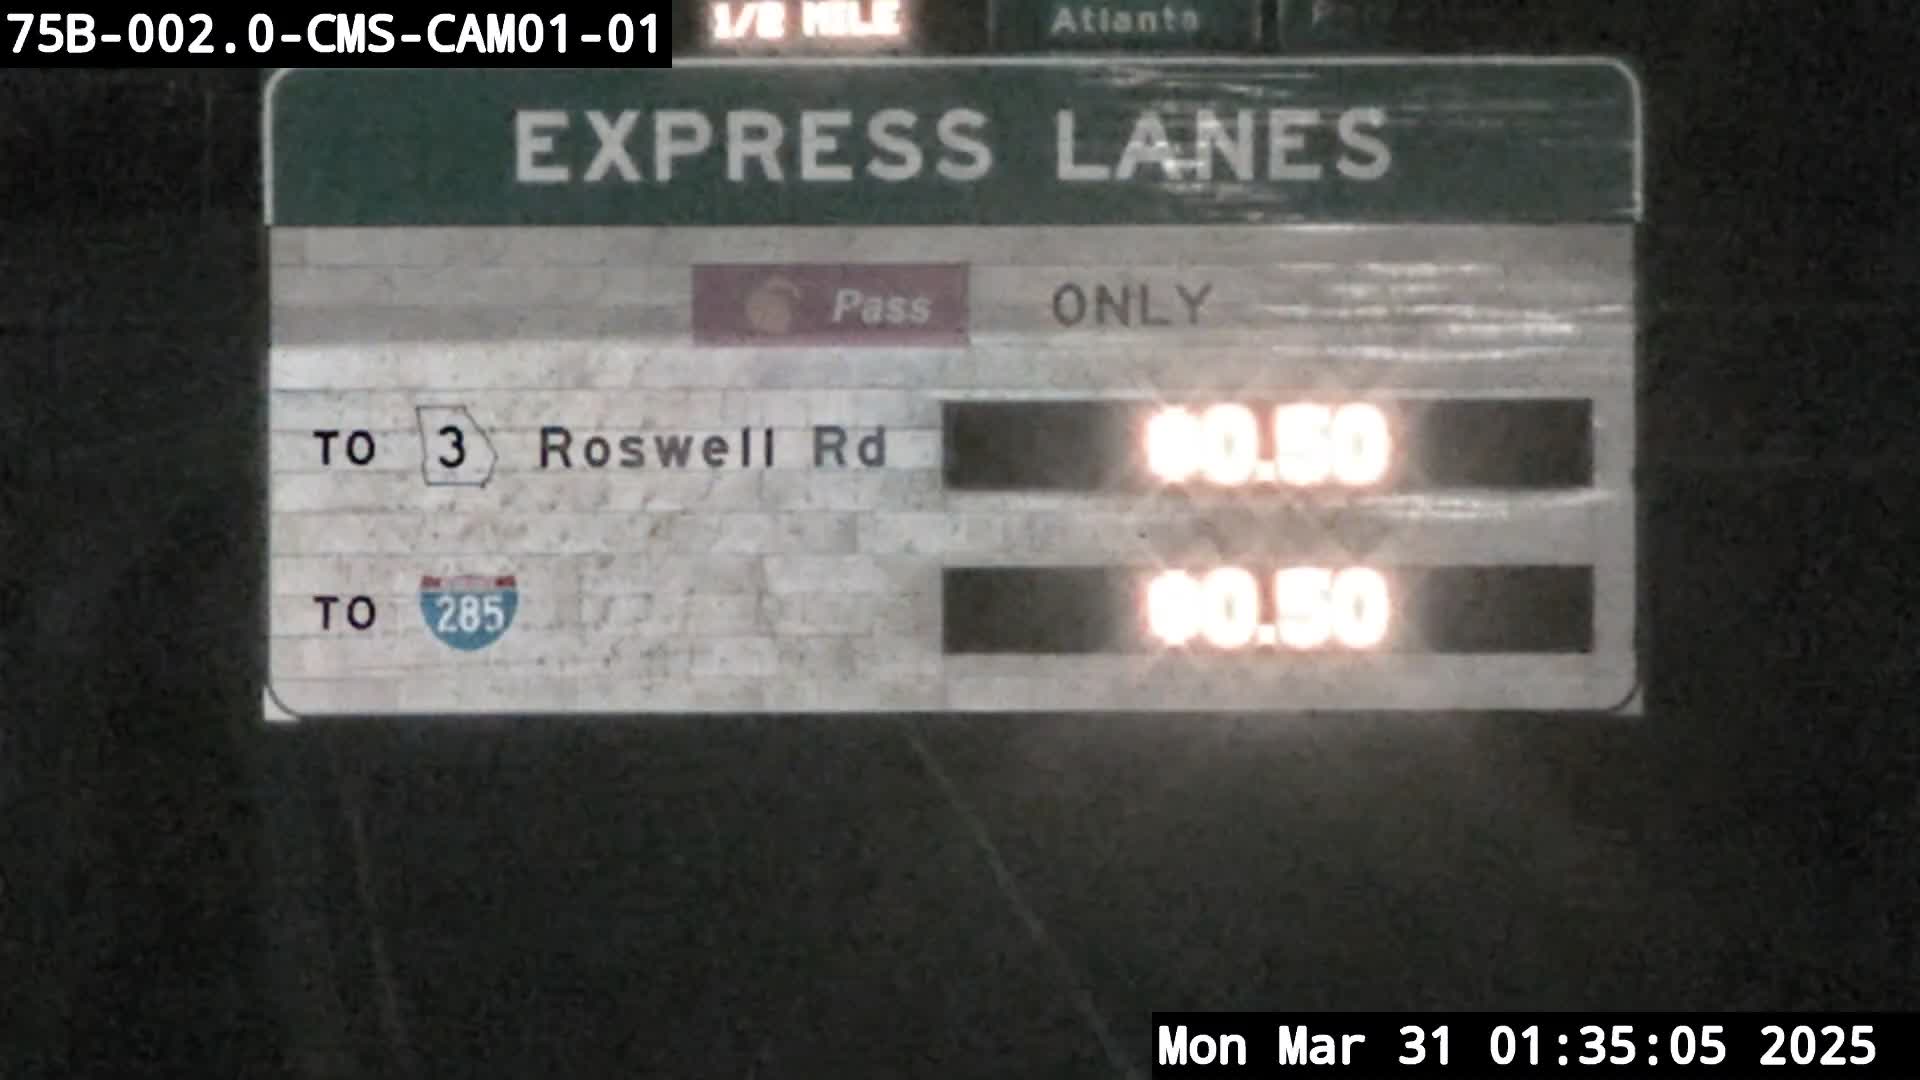 75B-002.0-CMS-CAM01-01
1/2 MILE
Atlanta
EXPRESS LANES
Pass ONLY
TO 3 Roswell Rd $0.50
TO 285 $0.50
Mon Mar 31 01:35:05 2025